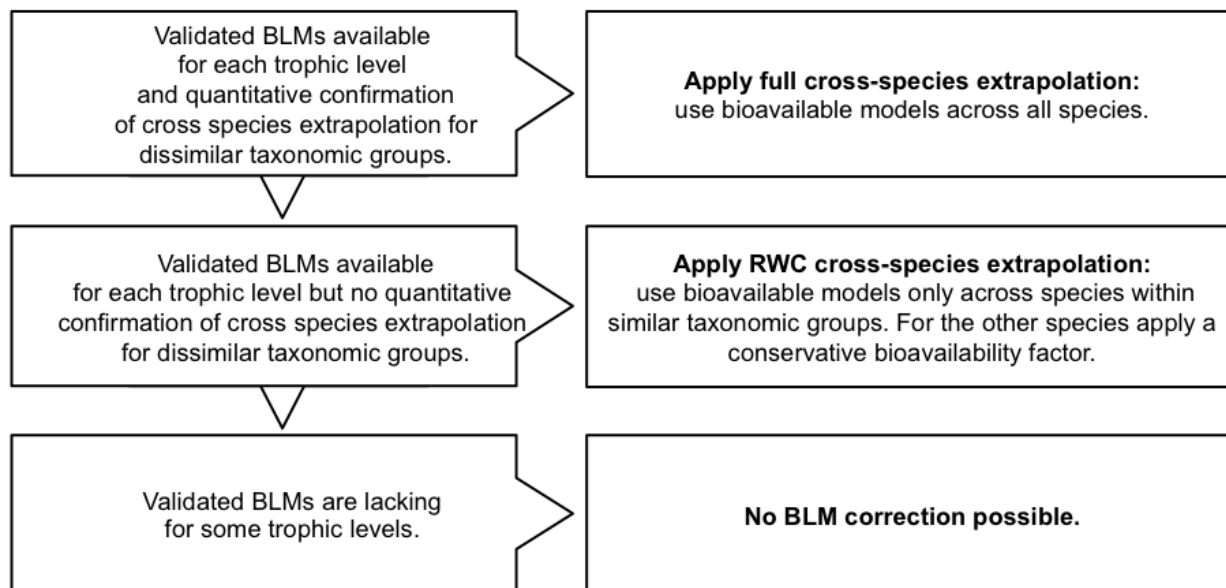 Validated BLMs available
for each trophic level
and quantitative confirmation
of cross species extrapolation for
dissimilar taxonomic groups.
Apply full cross-species extrapolation:
use bioavailable models across all species.
Validated BLMs available
for each trophic level but no quantitative
confirmation of cross species extrapolation
for dissimilar taxonomic groups.
Apply RWC cross-species extrapolation:
use bioavailable models only across species within
similar taxonomic groups. For the other species apply a
conservative bioavailability factor.
Validated BLMs are lacking
for some trophic levels.
No BLM correction possible.